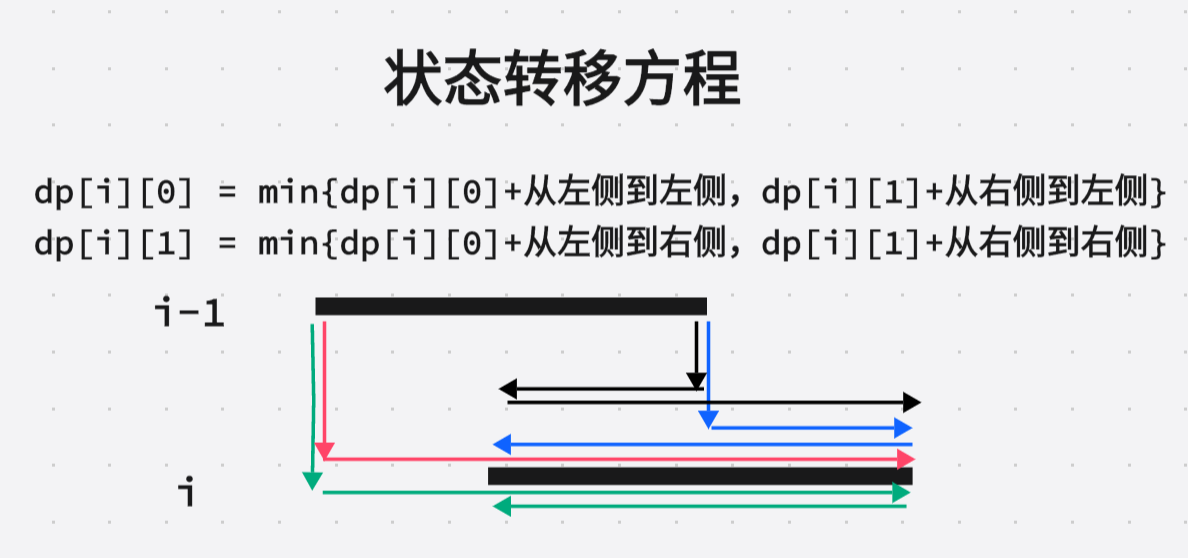 状态转移方程
dp[i][0] = min{dp[i][0]+从左侧到左侧，dp[i][1]+从右侧到左侧}
dp[i][1] = min{dp[i][0]+从左侧到右侧，dp[i][1]+从右侧到右侧}
i-1
i